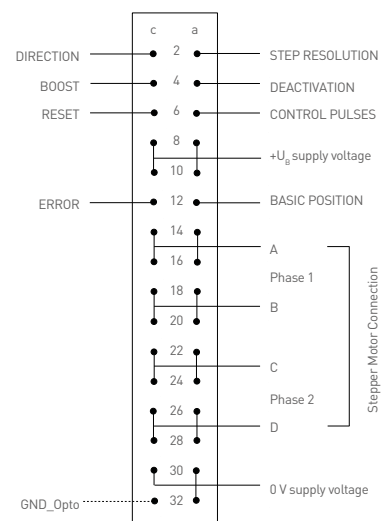 c a
DIRECTION 2 STEP RESOLUTION
BOOST 4 DEACTIVATION
RESET 6 CONTROL PULSES
8
+UB supply voltage
10
ERROR 12 BASIC POSITION
14
A
16
Phase 1
18
B
20
22
C
24
Phase 2
26
D
28
30
0 V supply voltage
GND_Opto 32
Stepper Motor Connection